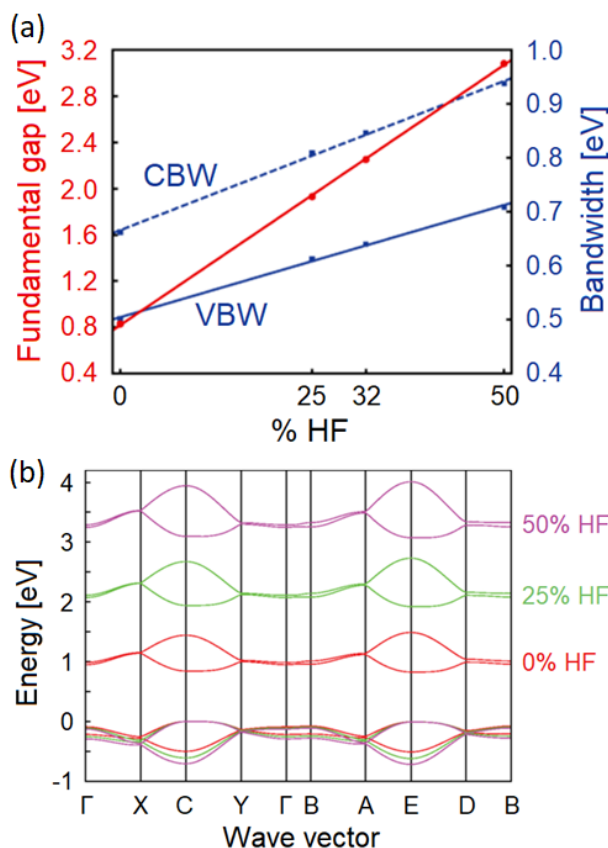 (a)
Fundamental gap [eV]
3.2
2.8
2.4
2.0
1.6
1.2
0.8
0.4
CBW
VBW
1.0
0.9
0.8
0.7
0.6
0.5
0.4
Bandwidth [eV]
0 25 32 50
% HF
(b)
Energy [eV]
4
3
2
1
0
-1
50% HF
25% HF
0% HF
Γ X C Y Γ B A E D B
Wave vector